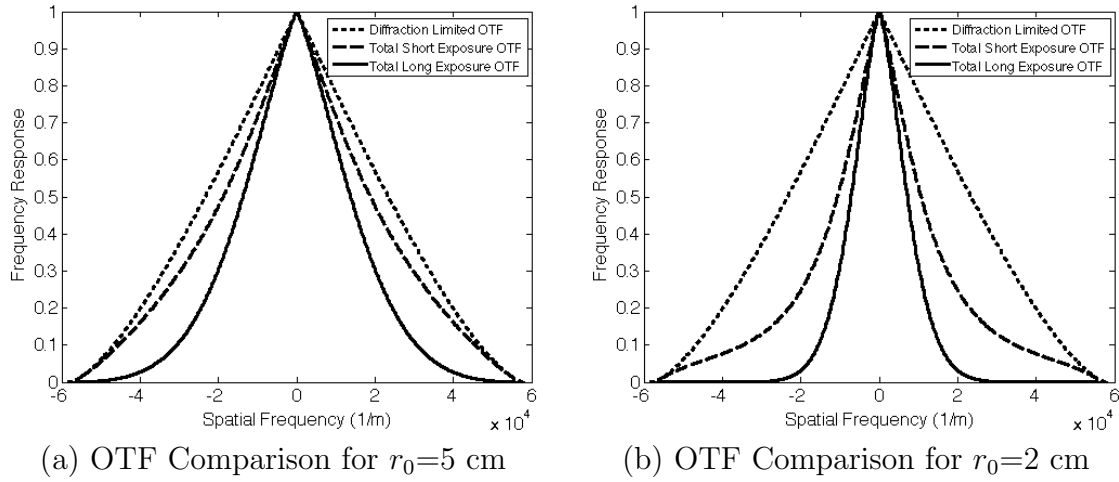 1
0.9
0.8
0.7
0.6
0.5
0.4
0.3
0.2
0.1
0
Frequency Response
Diffraction Limited OTF
Total Short Exposure OTF
Total Long Exposure OTF
-6 -4 -2 0 2 4 6
Spatial Frequency (1/m)
x 10^4
(a) OTF Comparison for r₀=5 cm
1
0.9
0.8
0.7
0.6
0.5
0.4
0.3
0.2
0.1
0
Frequency Response
Diffraction Limited OTF
Total Short Exposure OTF
Total Long Exposure OTF
-6 -4 -2 0 2 4 6
Spatial Frequency (1/m)
x 10^4
(b) OTF Comparison for r₀=2 cm